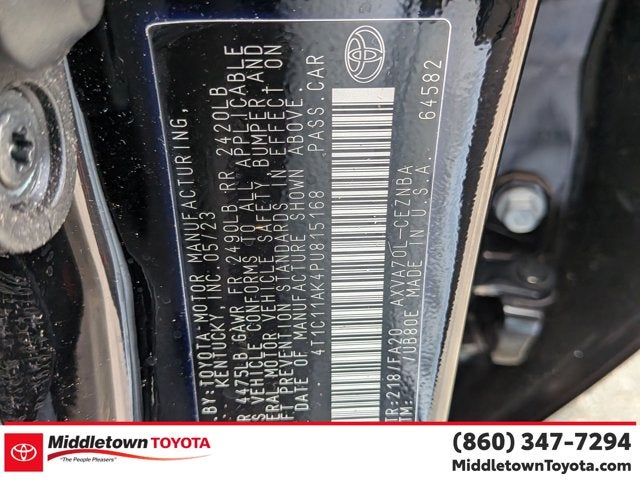 .BY:TOYOTA MOTOR MANUFACTURING,
KENTUCKY, INC. 05/23
R 4475LB GAWR FR 2490LB RR 2420LB
S VEHICLE CONFORMS TO ALL APPLICABLE
ERAL MOTOR VEHICLE SAFETY BUMPER AND
FT PREVENTION STANDARDS IN EFFECT ON
DATE OF MANUFACTURE SHOWN ABOVE.
4T1C11AK4PU815168 PASS.CAR
TR:218/FA20 AXVA70L-CEZNBA
TM: /UB80E MADE IN U.S.A.
64582
Middletown TOYOTA
"The People Pleasers"
(860) 347-7294
MiddletownToyota.com